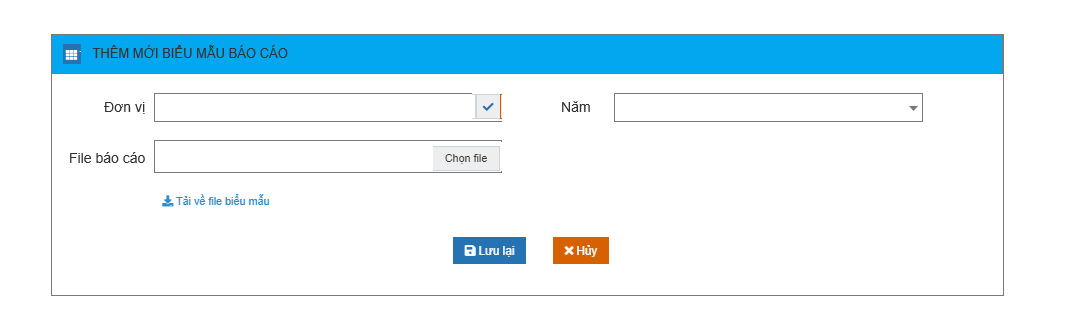 THÊM MỚI BIỂU MẪU BÁO CÁO
Đơn vị
Năm
File báo cáo
Chọn file
Tải về file biểu mẫu
Lưu lại
Hủy